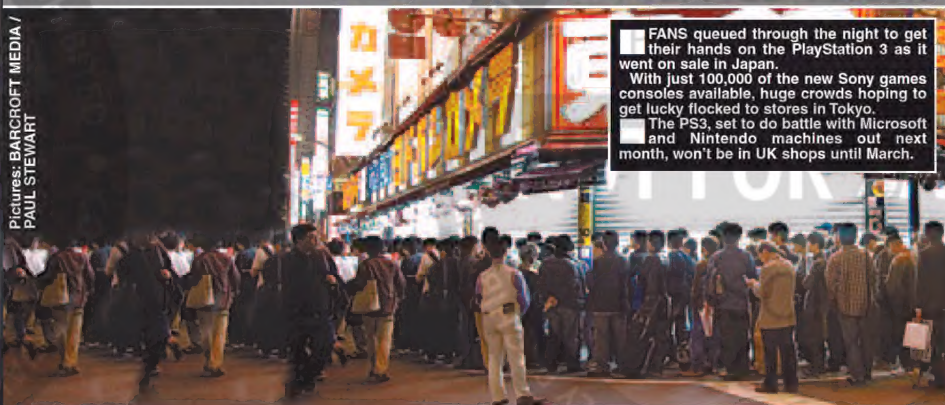 Pictures: BARCROFT MEDIA /
PAUL STEWART
カメラ
FANS queued through the night to get
their hands on the PlayStation 3 as it
went on sale in Japan.
With just 100,000 of the new Sony games
consoles available, huge crowds hoping to
get lucky flocked to stores in Tokyo.
The PS3, set to do battle with Microsoft
and Nintendo machines out next
month, won't be in UK shops until March.
FOR